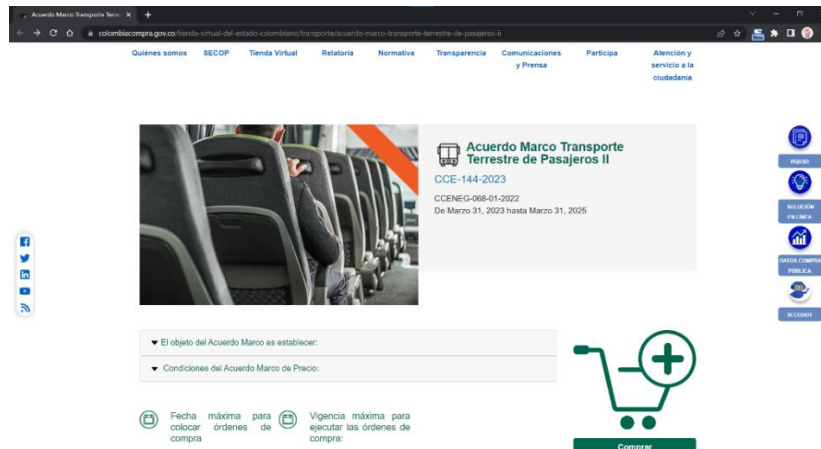 Acuerdo Marco Transporte Terre
colombiacompra.gov.co/tienda-virtual-del-estado-colombiano/transporte/acuerdo-marco-transporte-terrestre-de-pasajeros-ii
Quiénes somos SECOP Tienda Virtual Relatoría Normativa Transparencia Comunicaciones y Prensa Participa Atención y servicio a la ciudadanía
Acuerdo Marco Transporte
Terrestre de Pasajeros II
CCE-144-2023
CCENEG-068-01-2022
De Marzo 31, 2023 hasta Marzo 31, 2025
PQRSD
SOLUCIÓN
EN LÍNEA
DATOS COMPRA
PÚBLICA
SECOBOT
El objeto del Acuerdo Marco es establecer:
Condiciones del Acuerdo Marco de Precio:
Fecha máxima para
colocar órdenes de
compra
Vigencia máxima para
ejecutar las órdenes de
compra:
Comprar